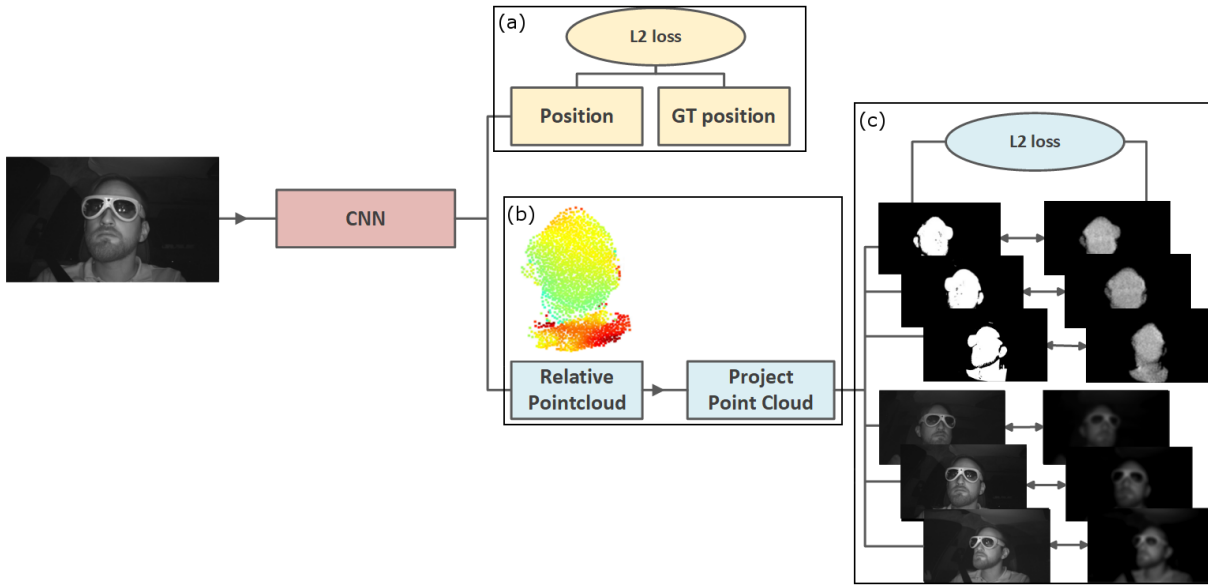 (a)
L2 loss
Position
GT position
CNN
(b)
Relative
Pointcloud
Project
Point Cloud
(c)
L2 loss